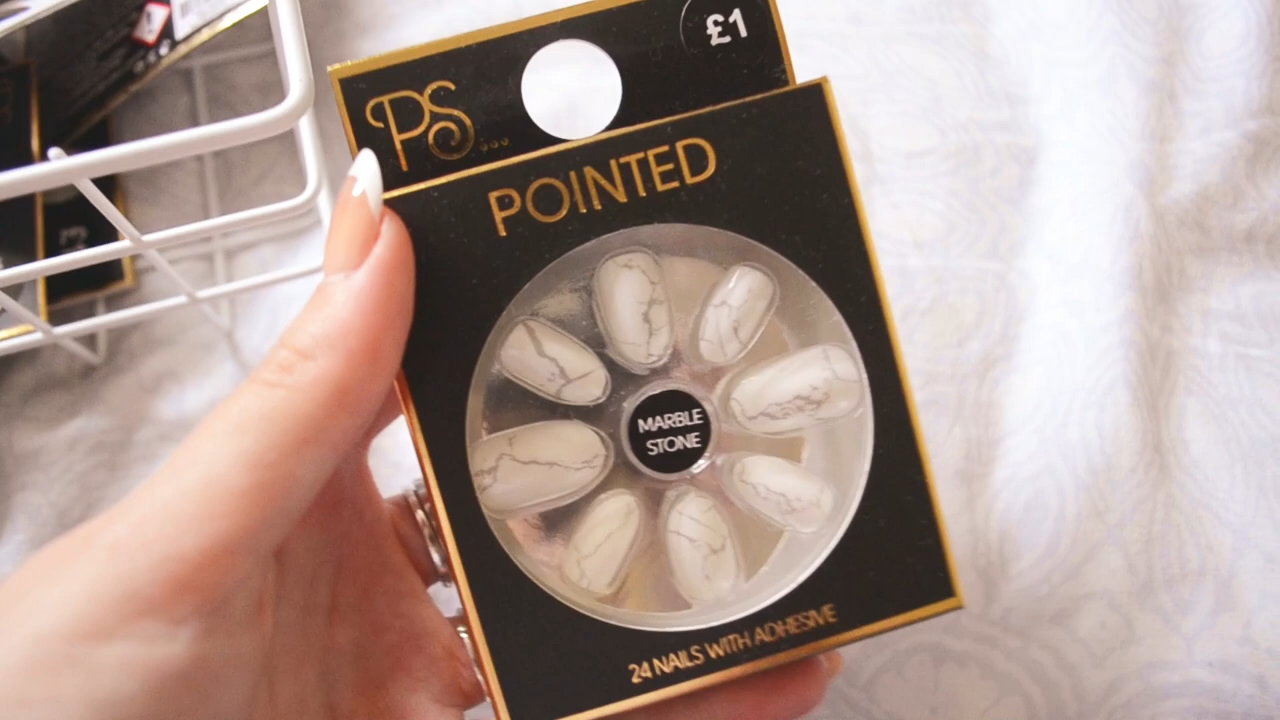 £1
PS...
POINTED
MARBLE
STONE
24 NAILS WITH ADHESIVE